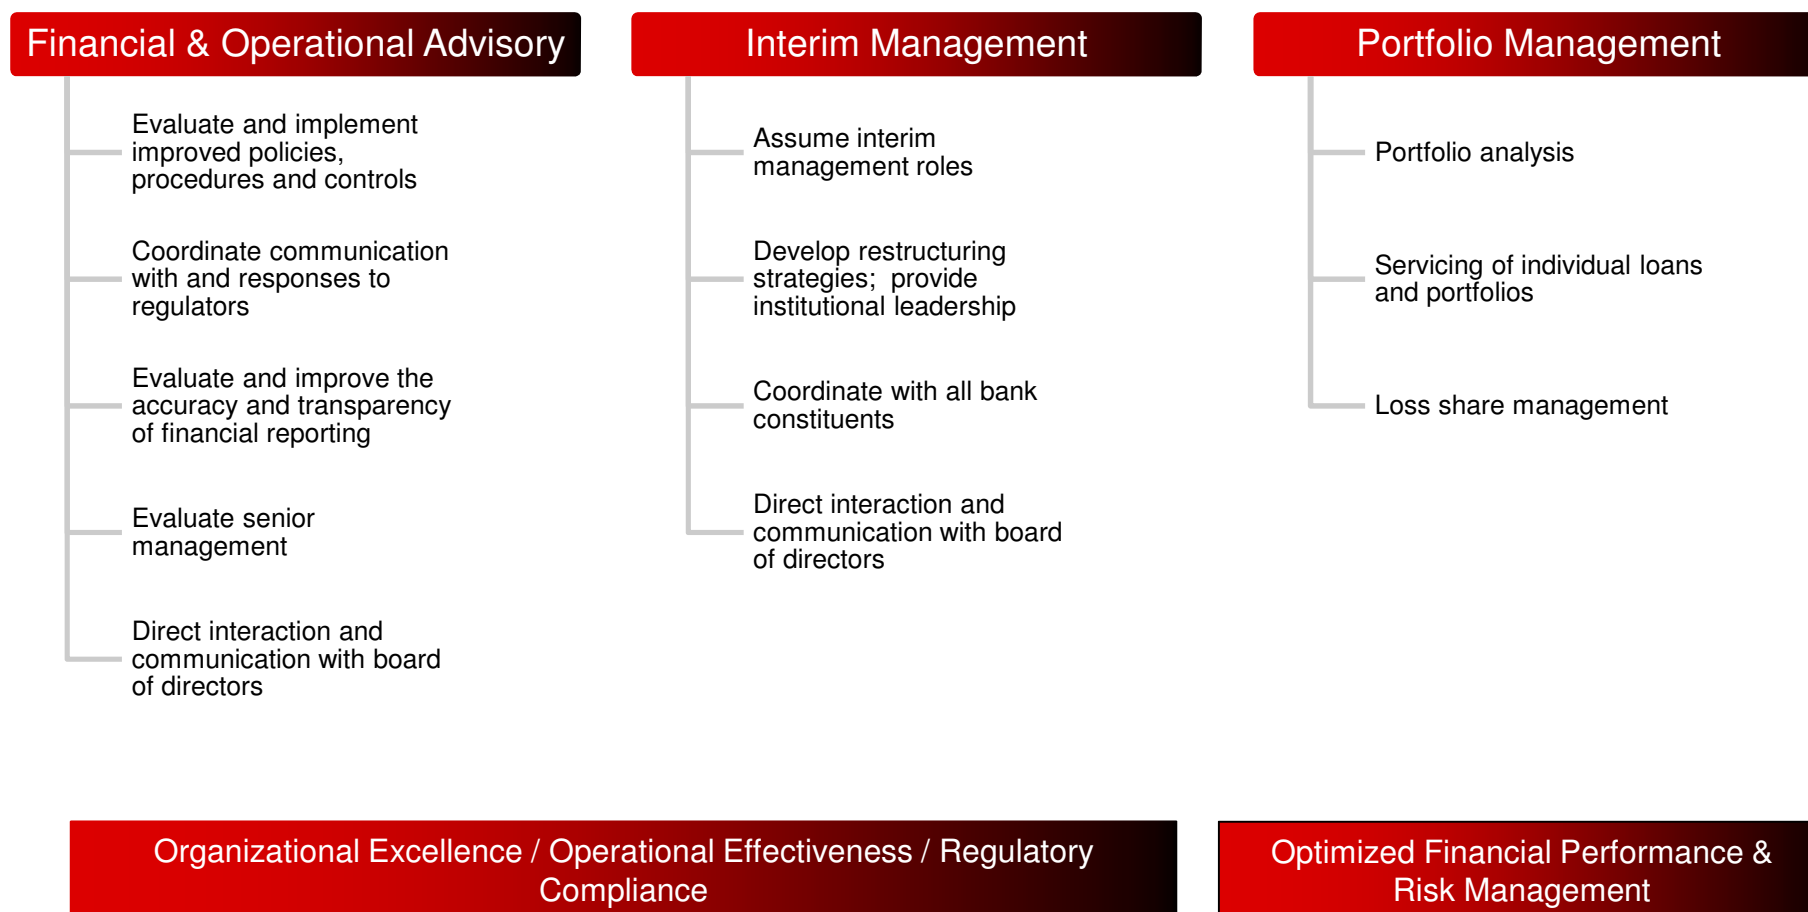 Financial & Operational Advisory
Evaluate and implement
improved policies,
procedures and controls
Coordinate communication
with and responses to
regulators
Evaluate and improve the
accuracy and transparency
of financial reporting
Evaluate senior
management
Direct interaction and
communication with board
of directors
Interim Management
Assume interim
management roles
Develop restructuring
strategies;  provide
institutional leadership
Coordinate with all bank
constituents
Direct interaction and
communication with board
of directors
Portfolio Management
Portfolio analysis
Servicing of individual loans
and portfolios
Loss share management
Organizational Excellence / Operational Effectiveness / Regulatory
Compliance
Optimized Financial Performance &
Risk Management